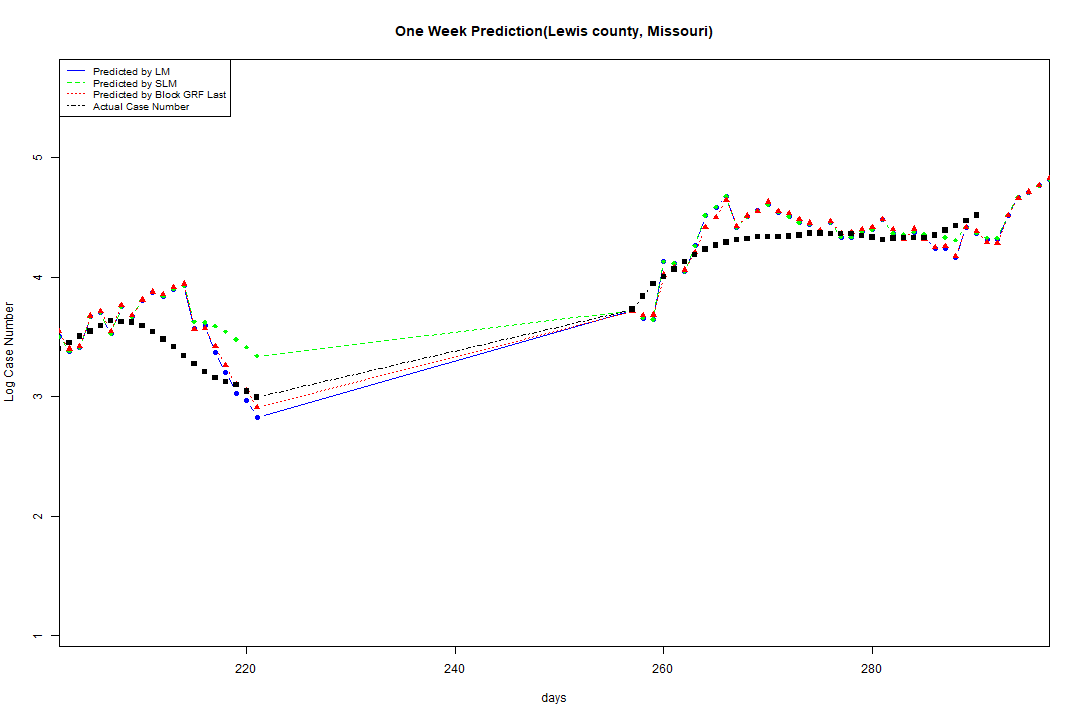 One Week Prediction(Lewis county, Missouri)
Predicted by LM
Predicted by SLM
Predicted by Block GRF Last
Actual Case Number
5
4
3
2
1
Log Case Number
220 240 260 280
days